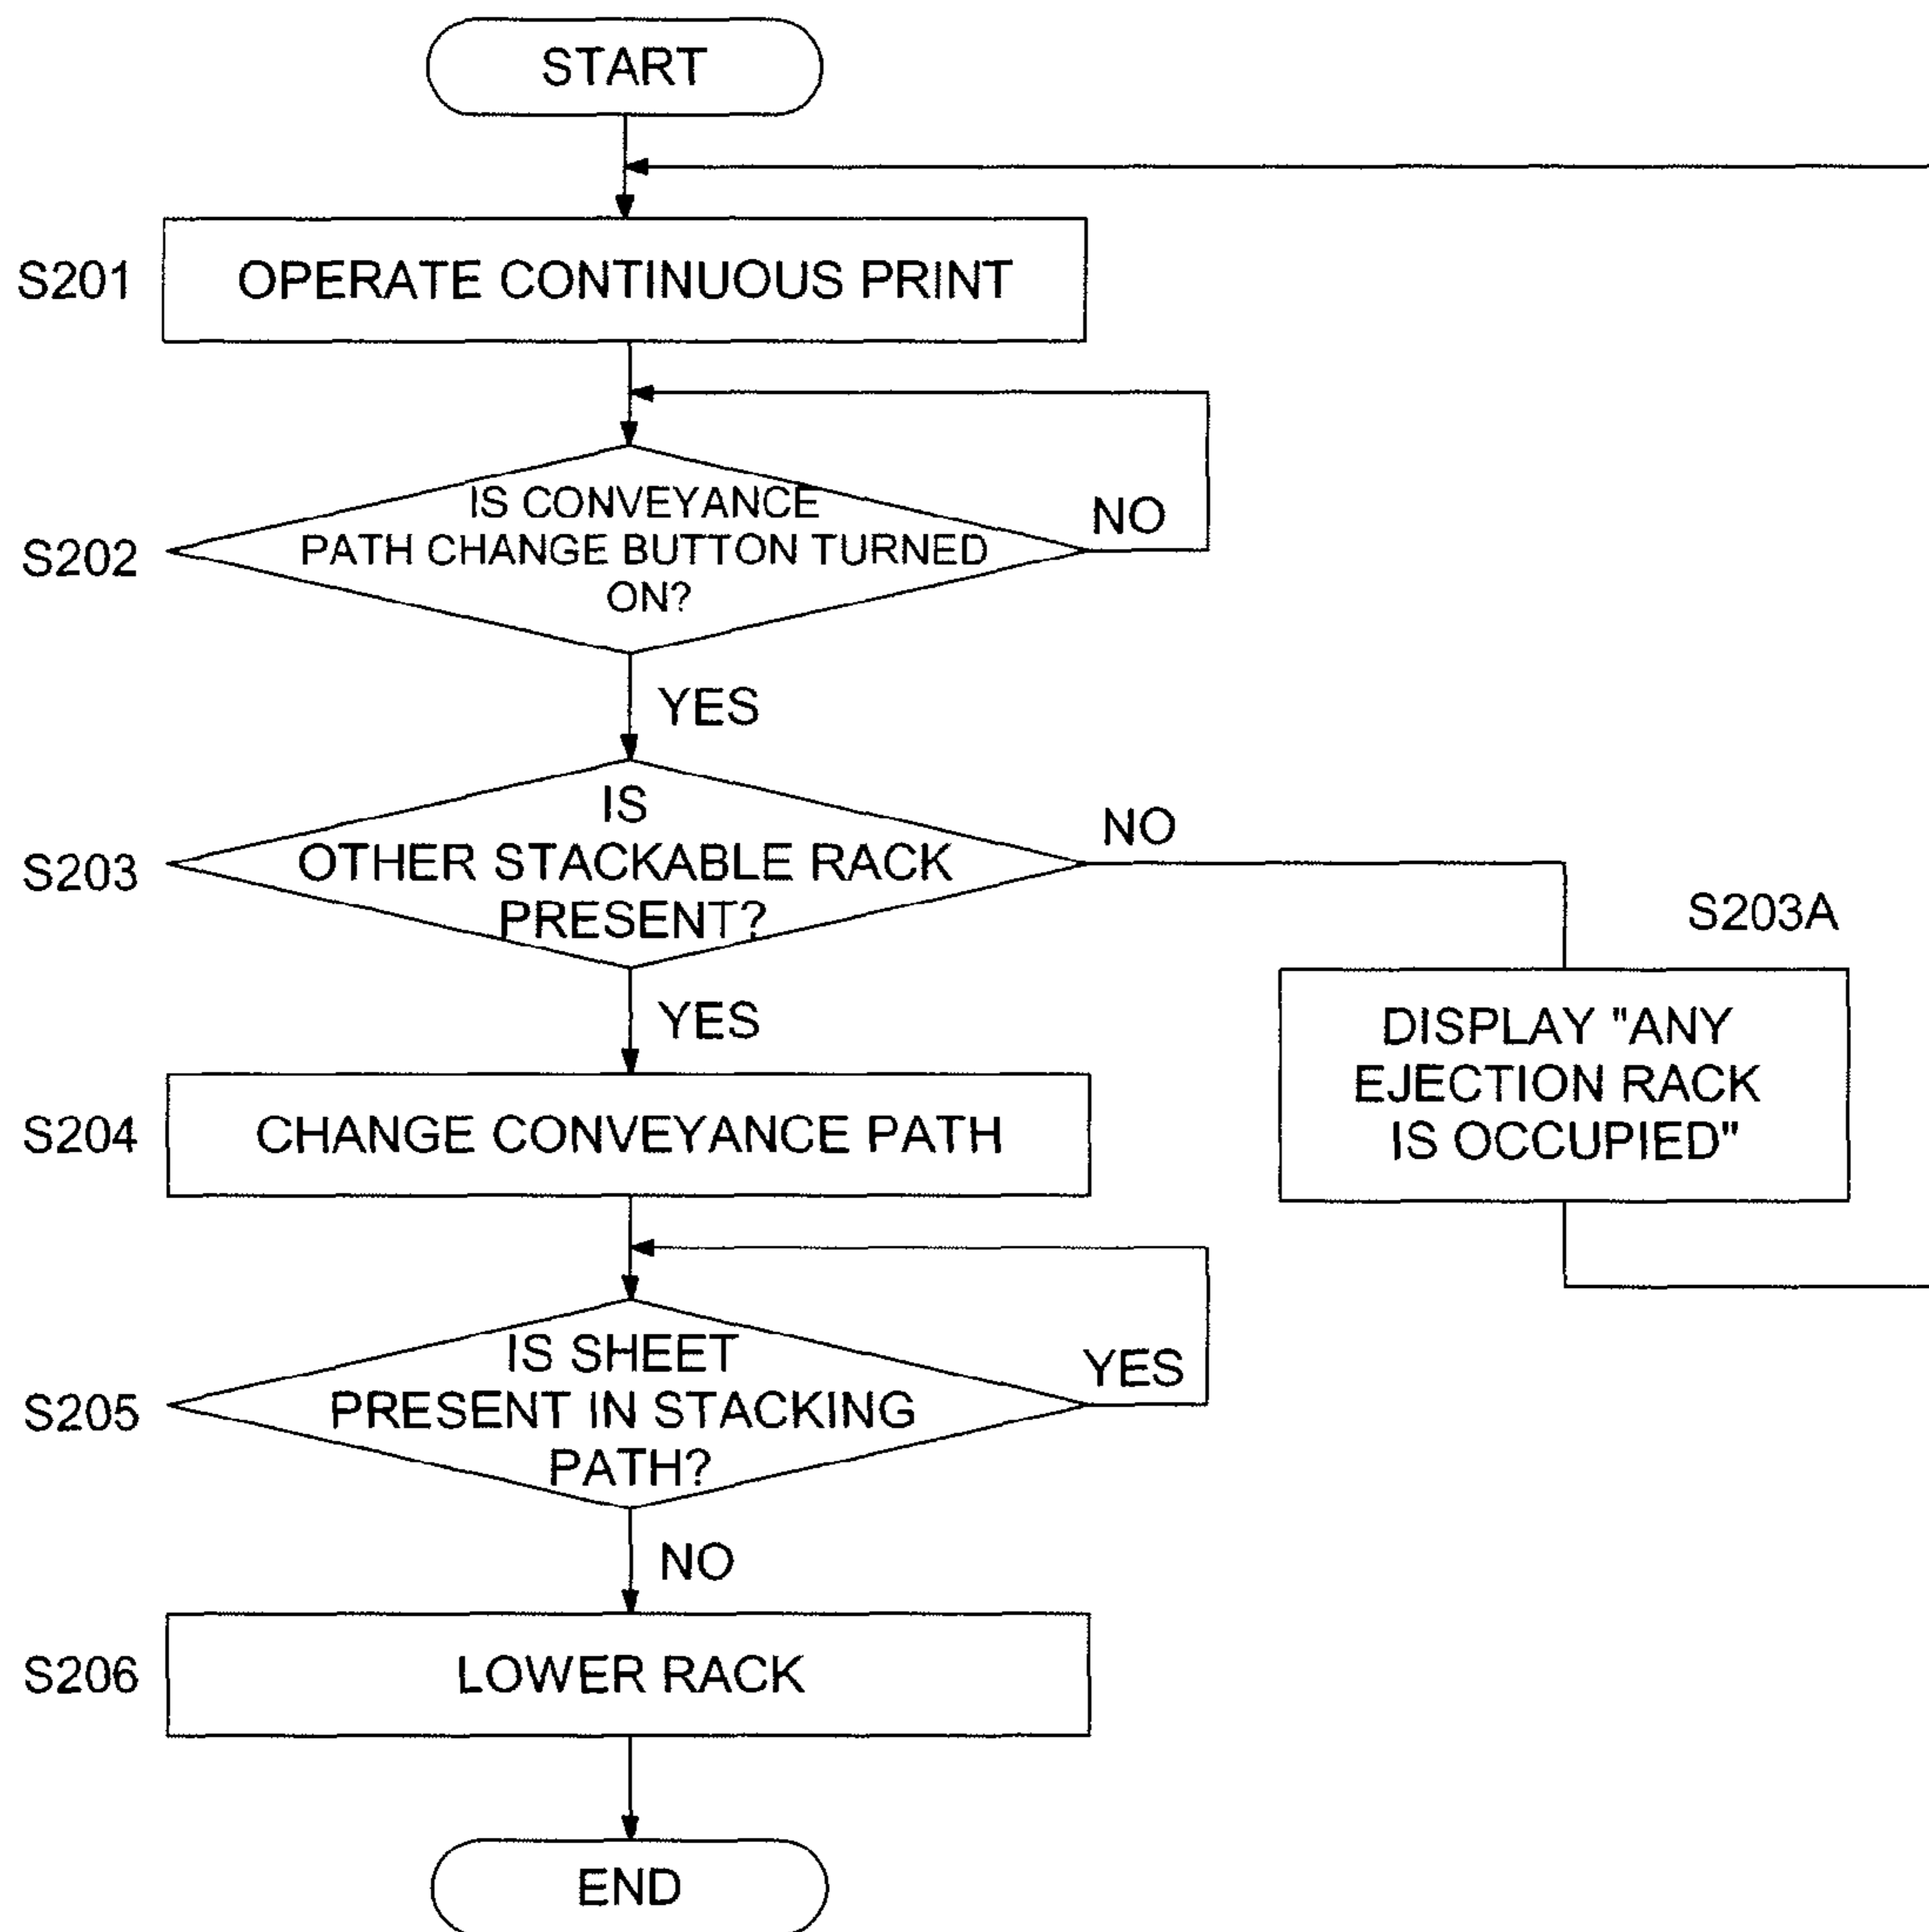 START
S201
OPERATE CONTINUOUS PRINT
S202
IS CONVEYANCE
PATH CHANGE BUTTON TURNED
ON?
NO
YES
S203
IS
OTHER STACKABLE RACK
PRESENT?
NO
S203A
DISPLAY "ANY
EJECTION RACK
IS OCCUPIED"
YES
S204
CHANGE CONVEYANCE PATH
S205
IS SHEET
PRESENT IN STACKING
PATH?
YES
NO
S206
LOWER RACK
END